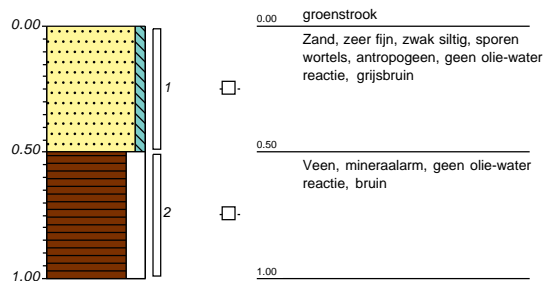 groenstrook
0.00
0.00
Zand, zeer fijn, zwak siltig, sporen
wortels, antropogeen, geen olie-water
reactie, grijsbruin
1
0.50
0.50
Veen, mineraalarm, geen olie-water
reactie, bruin
2
1.00
1.00